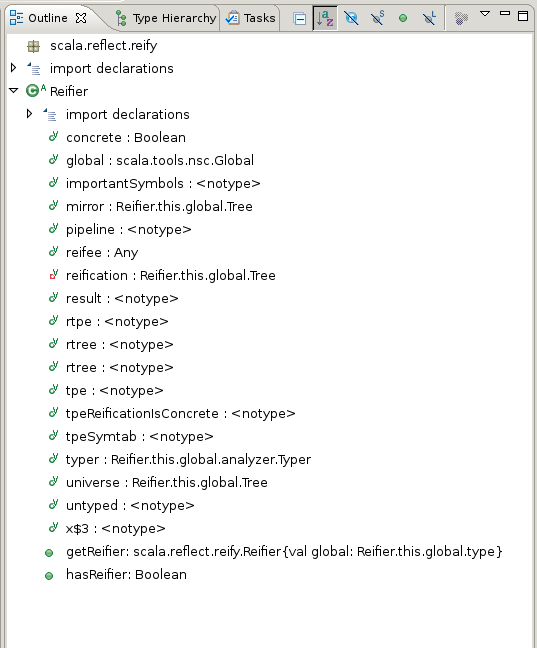 Outline Type Hierarchy Tasks
scala.reflect.reify
import declarations
Reifier
import declarations
concrete : Boolean
global : scala.tools.nsc.Global
importantSymbols : <notype>
mirror : Reifier.this.global.Tree
pipeline : <notype>
reifee : Any
reification : Reifier.this.global.Tree
result : <notype>
rtpe : <notype>
rtree : <notype>
rtree : <notype>
tpe : <notype>
tpeReificationIsConcrete : <notype>
tpeSymtab : <notype>
typer : Reifier.this.global.analyzer.Typer
universe : Reifier.this.global.Tree
untyped : <notype>
x$3 : <notype>
getReifier: scala.reflect.reify.Reifier{val global: Reifier.this.global.type}
hasReifier: Boolean